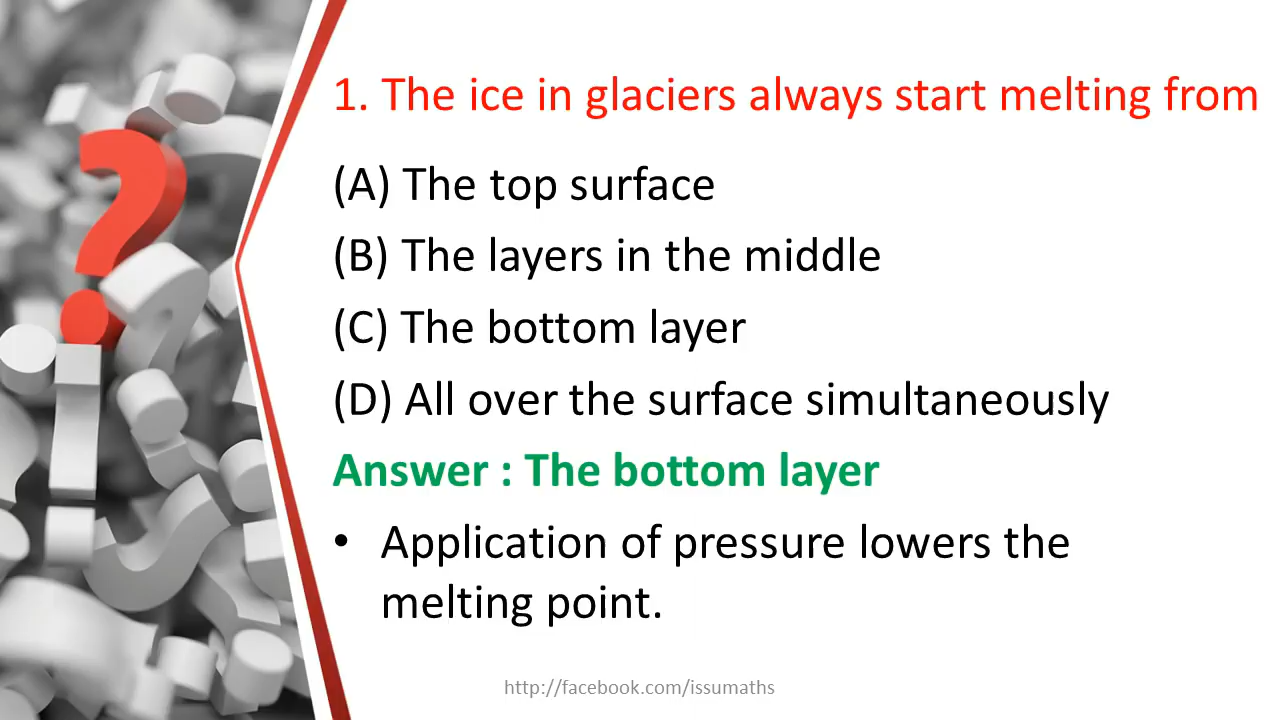 1. The ice in glaciers always start melting from
(A) The top surface
(B) The layers in the middle
(C) The bottom layer
(D) All over the surface simultaneously
Answer : The bottom layer
• Application of pressure lowers the
melting point.
http://facebook.com/issumaths